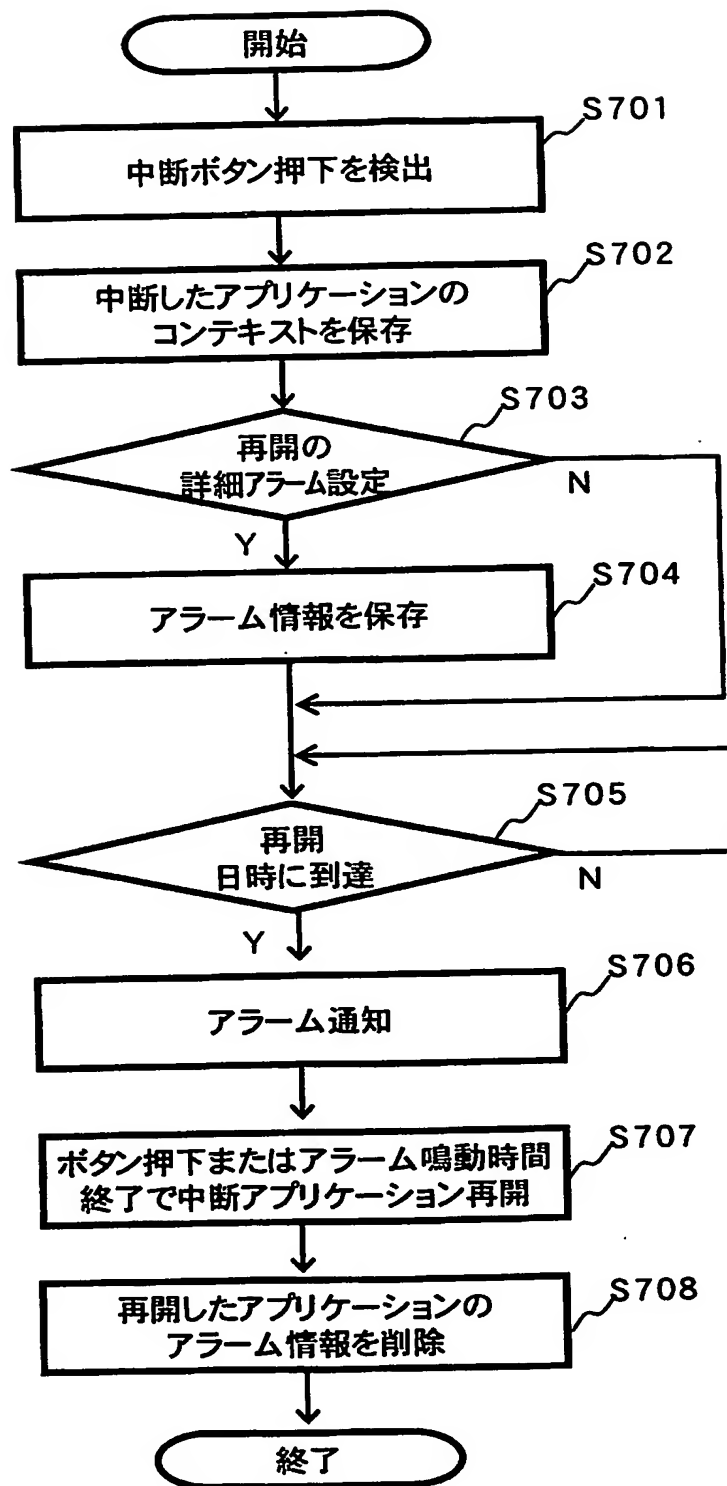 開始
S701
中断ボタン押下を検出
S702
中断したアプリケーションの
コンテキストを保存
S703
再開の
詳細アラーム設定
N
Y
S704
アラーム情報を保存
S705
再開
日時に到達
N
Y
S706
アラーム通知
S707
ボタン押下またはアラーム鳴動時間
終了で中断アプリケーション再開
S708
再開したアプリケーションの
アラーム情報を削除
終了